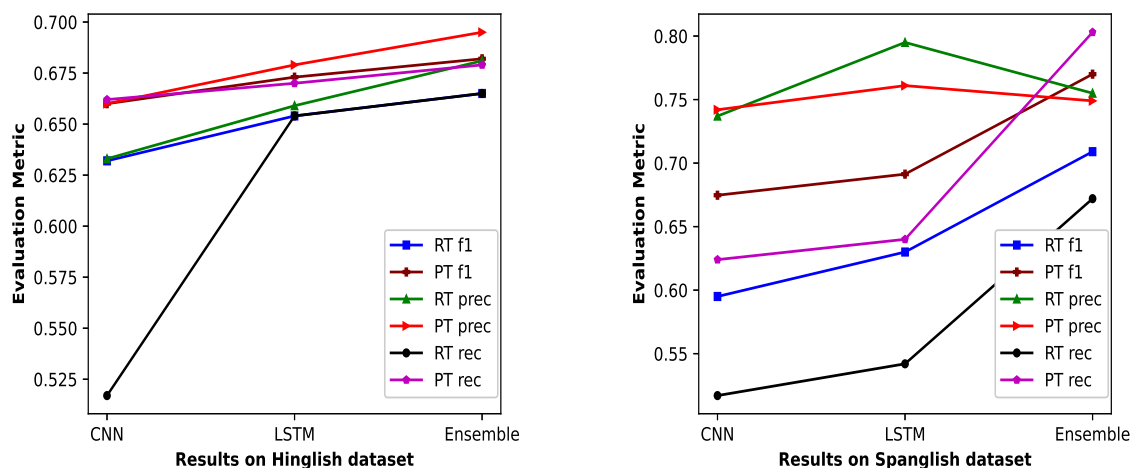 0.700
0.675
0.650
0.625
0.600
0.575
0.550
0.525
Evaluation Metric
CNN
LSTM
Ensemble
RT f1
PT f1
RT prec
PT prec
RT rec
PT rec
Results on Hinglish dataset
0.80
0.75
0.70
0.65
0.60
0.55
Evaluation Metric
CNN
LSTM
Ensemble
RT f1
PT f1
RT prec
PT prec
RT rec
PT rec
Results on Spanglish dataset